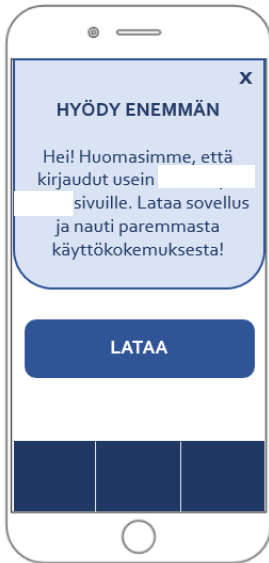 x
HYÖDY ENEMMÄN
Hei! Huomasimme, että
kirjaudut usein
sivuille. Lataa sovellus
ja nauti paremmasta
käyttökokemuksesta!
LATAA